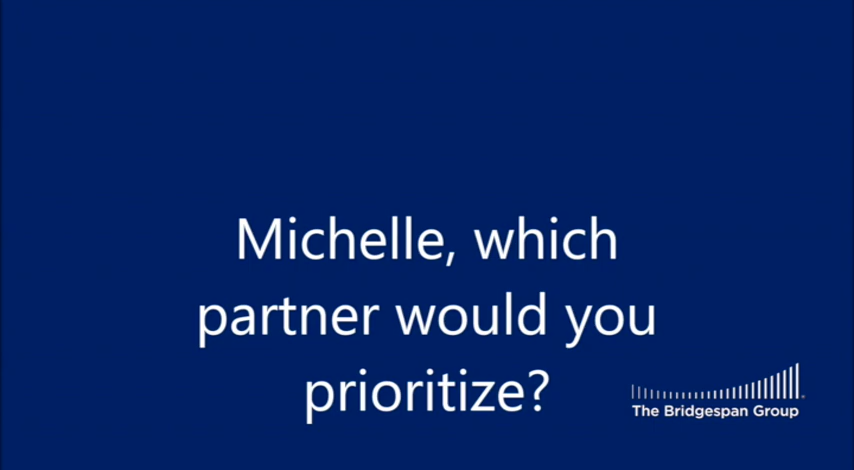 Michelle, which
partner would you
prioritize?
The Bridgespan Group